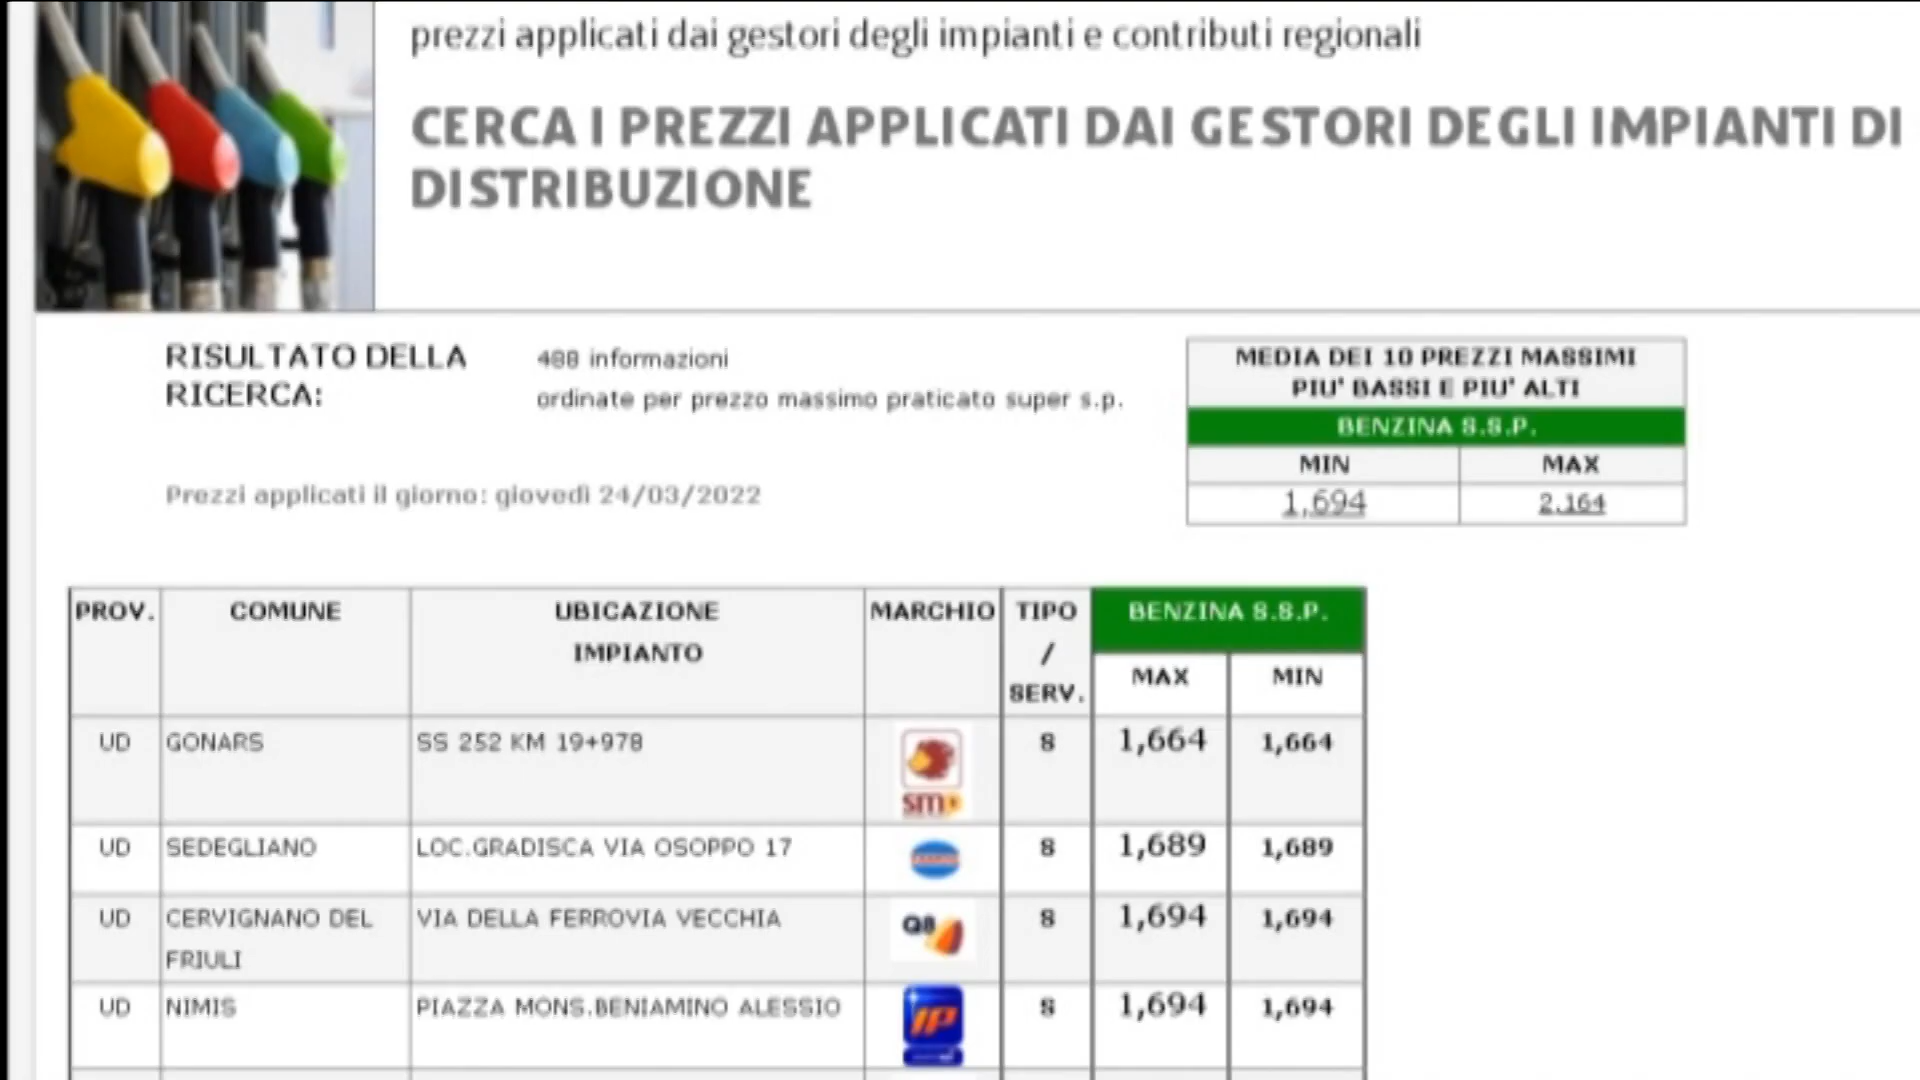 prezzi applicati dai gestori degli impianti e contributi regionali
CERCA I PREZZI APPLICATI DAI GESTORI DEGLI IMPIANTI DI
DISTRIBUZIONE
RISULTATO DELLA
RICERCA:
488 informazioni
ordinate per prezzo massimo praticato super s.p.
Prezzi applicati il giorno: giovedì 24/03/2022
MEDIA DEI 10 PREZZI MASSIMI
PIU' BASSI E PIU' ALTI
BENZINA S.S.P.
MIN MAX
1,694 2,164
PROV. COMUNE UBICAZIONE IMPIANTO MARCHIO TIPO / SERV. BENZINA S.S.P.
MAX MIN
UD GONARS SS 252 KM 19+978 sm S 1,664 1,664
UD SEDEGLIANO LOC.GRADISCA VIA OSOPPO 17 S 1,689 1,689
UD CERVIGNANO DEL FRIULI VIA DELLA FERROVIA VECCHIA Q8 S 1,694 1,694
UD NIMIS PIAZZA MONS.BENIAMINO ALESSIO IP S 1,694 1,694